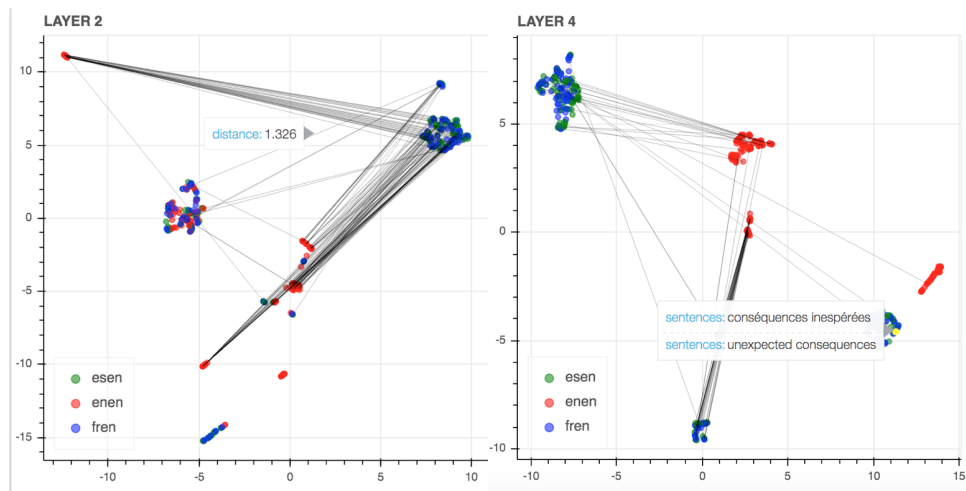 LAYER 2
10
5
0
-5
-10
-15
-10
-5
0
5
10
distance: 1.326
esen
enen
fren
LAYER 4
5
0
-5
-10
-10
-5
0
5
10
15
sentences: conséquences inespérées
sentences: unexpected consequences
esen
enen
fren